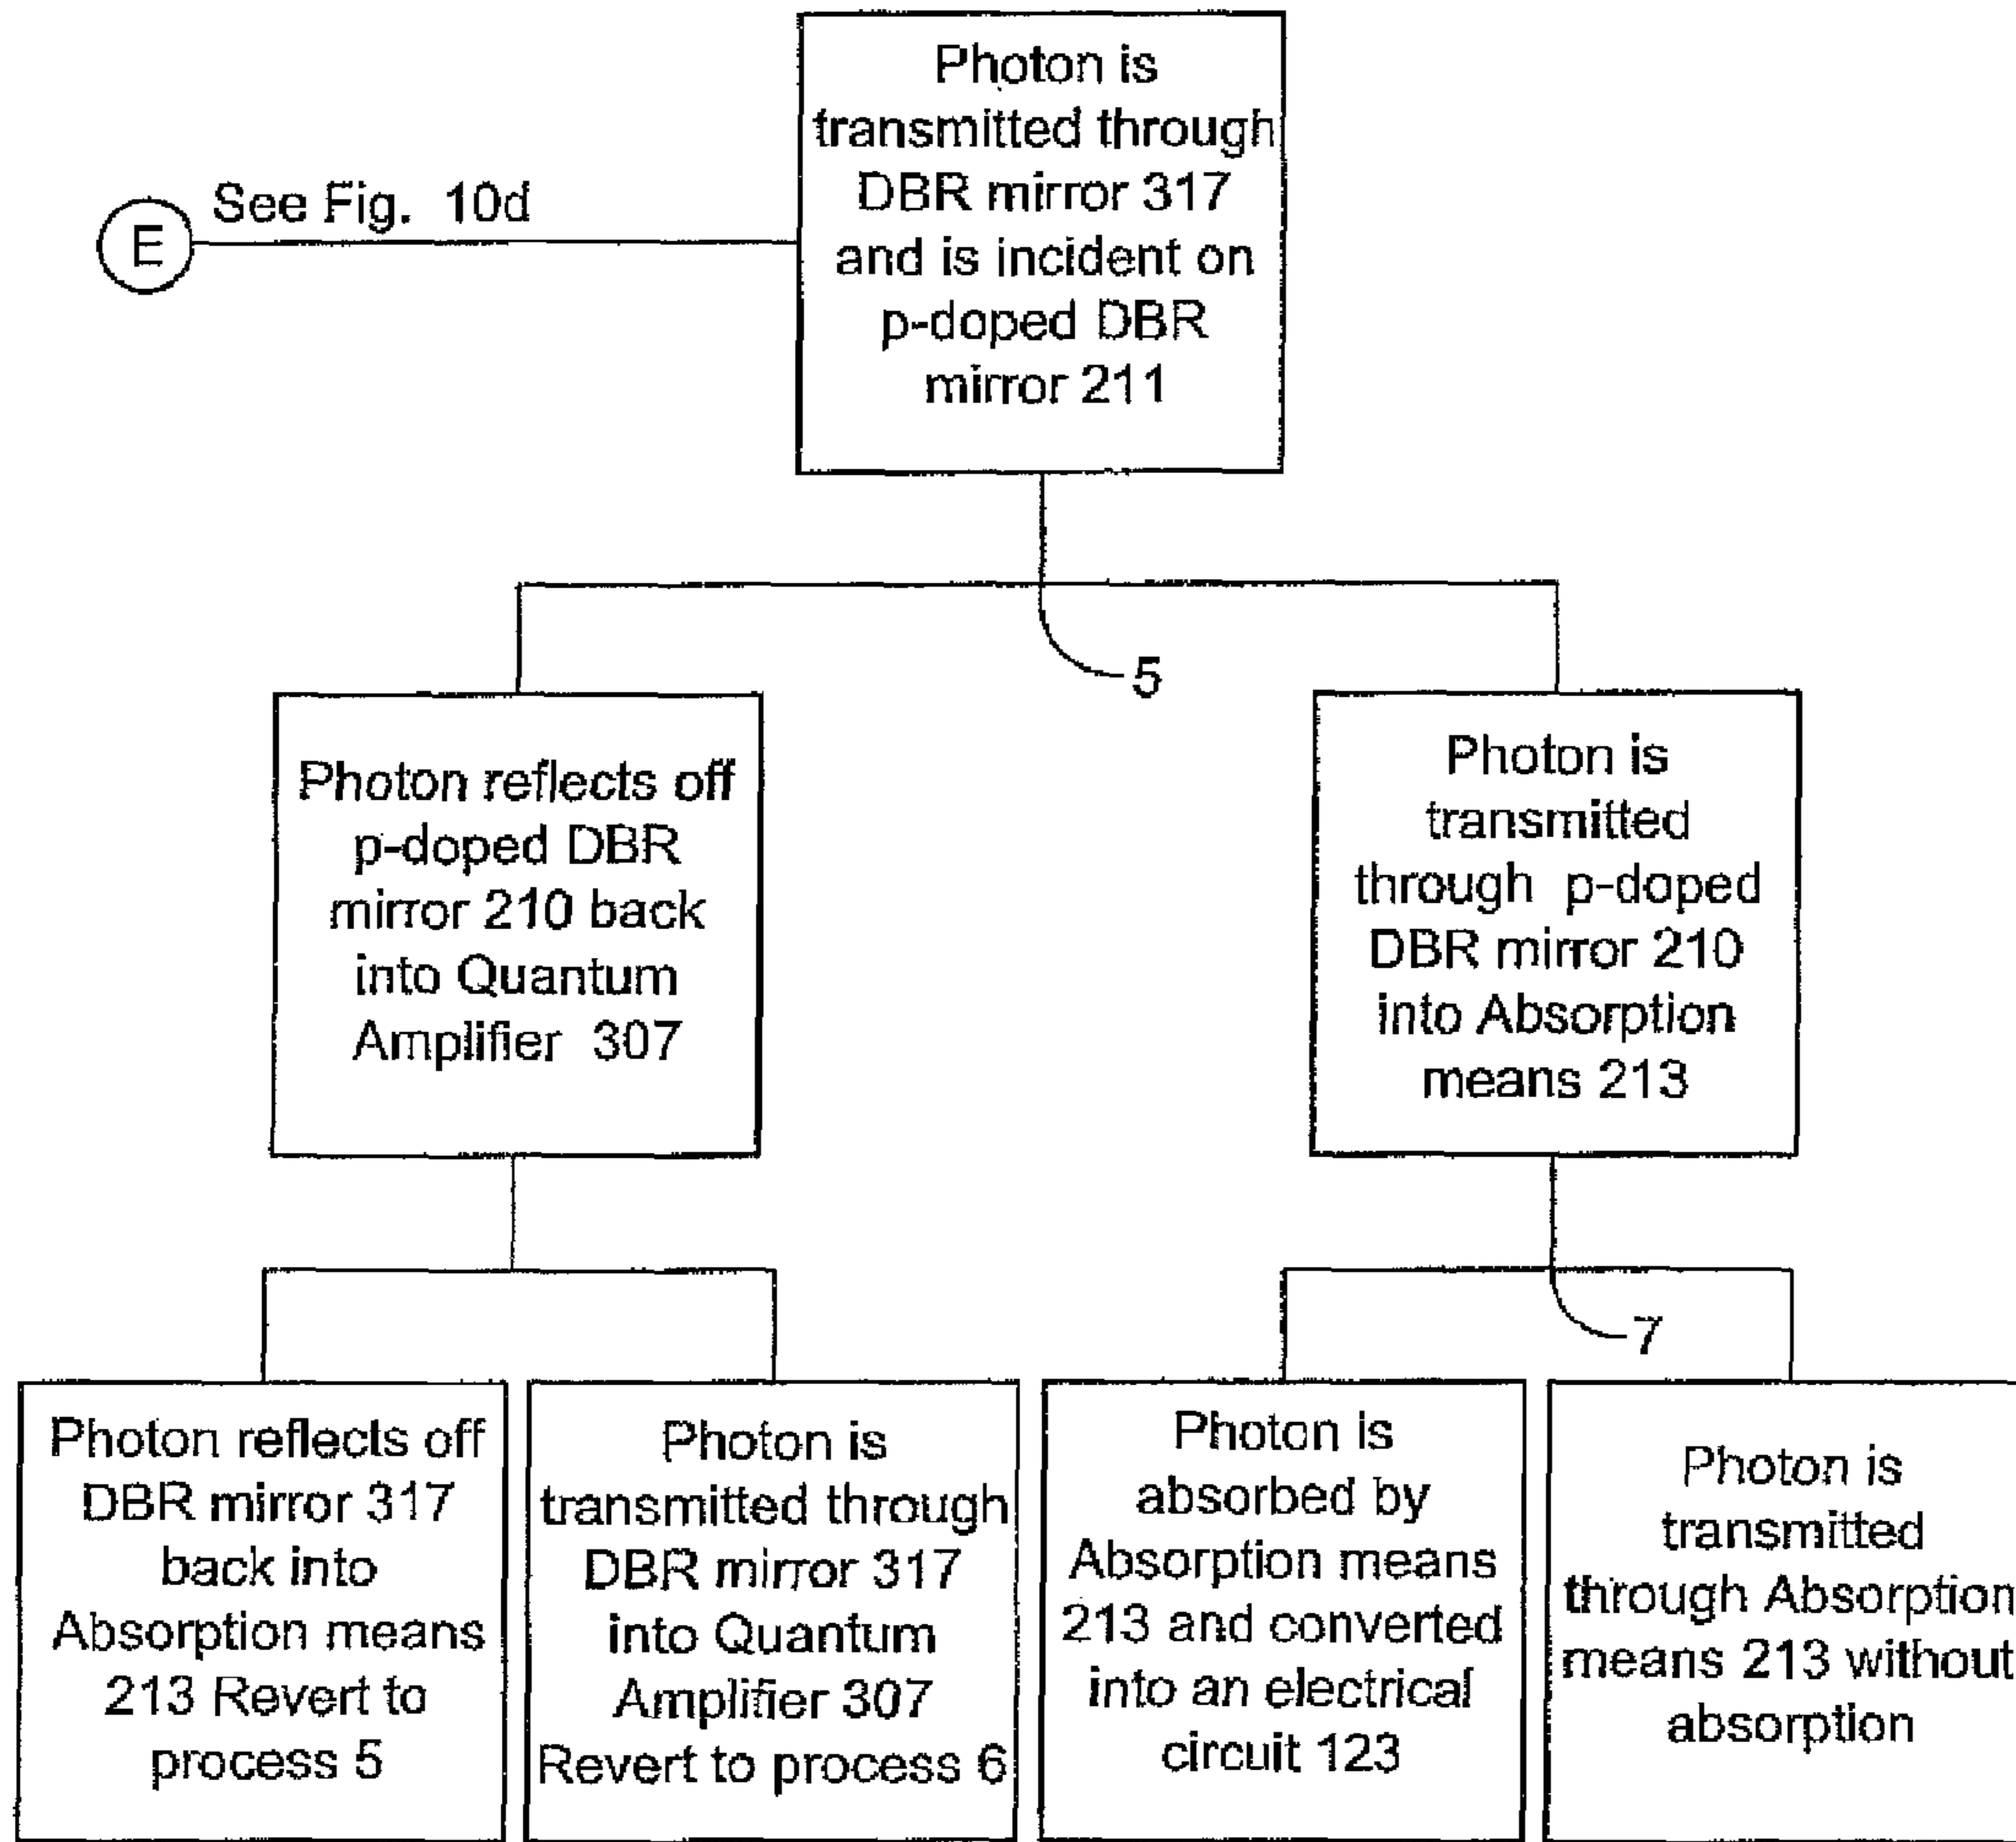 Photon is
transmitted through
DBR mirror 317
and is incident on
p-doped DBR
mirror 211
E
See Fig. 10d
5
Photon reflects off
p-doped DBR
mirror 210 back
into Quantum
Amplifier 307
Photon is
transmitted
through p-doped
DBR mirror 210
into Absorption
means 213
7
Photon reflects off
DBR mirror 317
back into
Absorption means
213 Revert to
process 5
Photon is
transmitted through
DBR mirror 317
into Quantum
Amplifier 307
Revert to process 6
Photon is
absorbed by
Absorption means
213 and converted
into an electrical
circuit 123
Photon is
transmitted
through Absorption
means 213 without
absorption